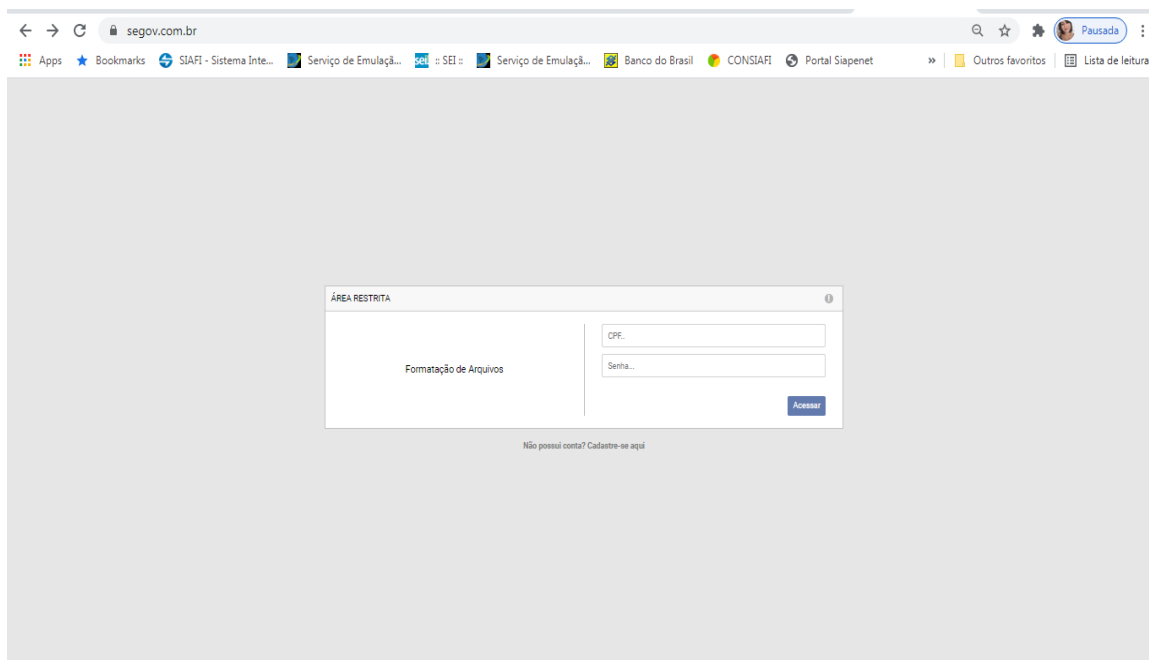 segov.com.br
Pausada
Apps
Bookmarks
SIAFI - Sistema Inte...
Serviço de Emulaçã...
sei!
:: SEI ::
Serviço de Emulaçã...
Banco do Brasil
CONSIAFI
Portal Siapenet
»
Outros favoritos
Lista de leitura
ÁREA RESTRITA
Formatação de Arquivos
CPF..
Senha...
Acessar
Não possui conta? Cadastre-se aqui